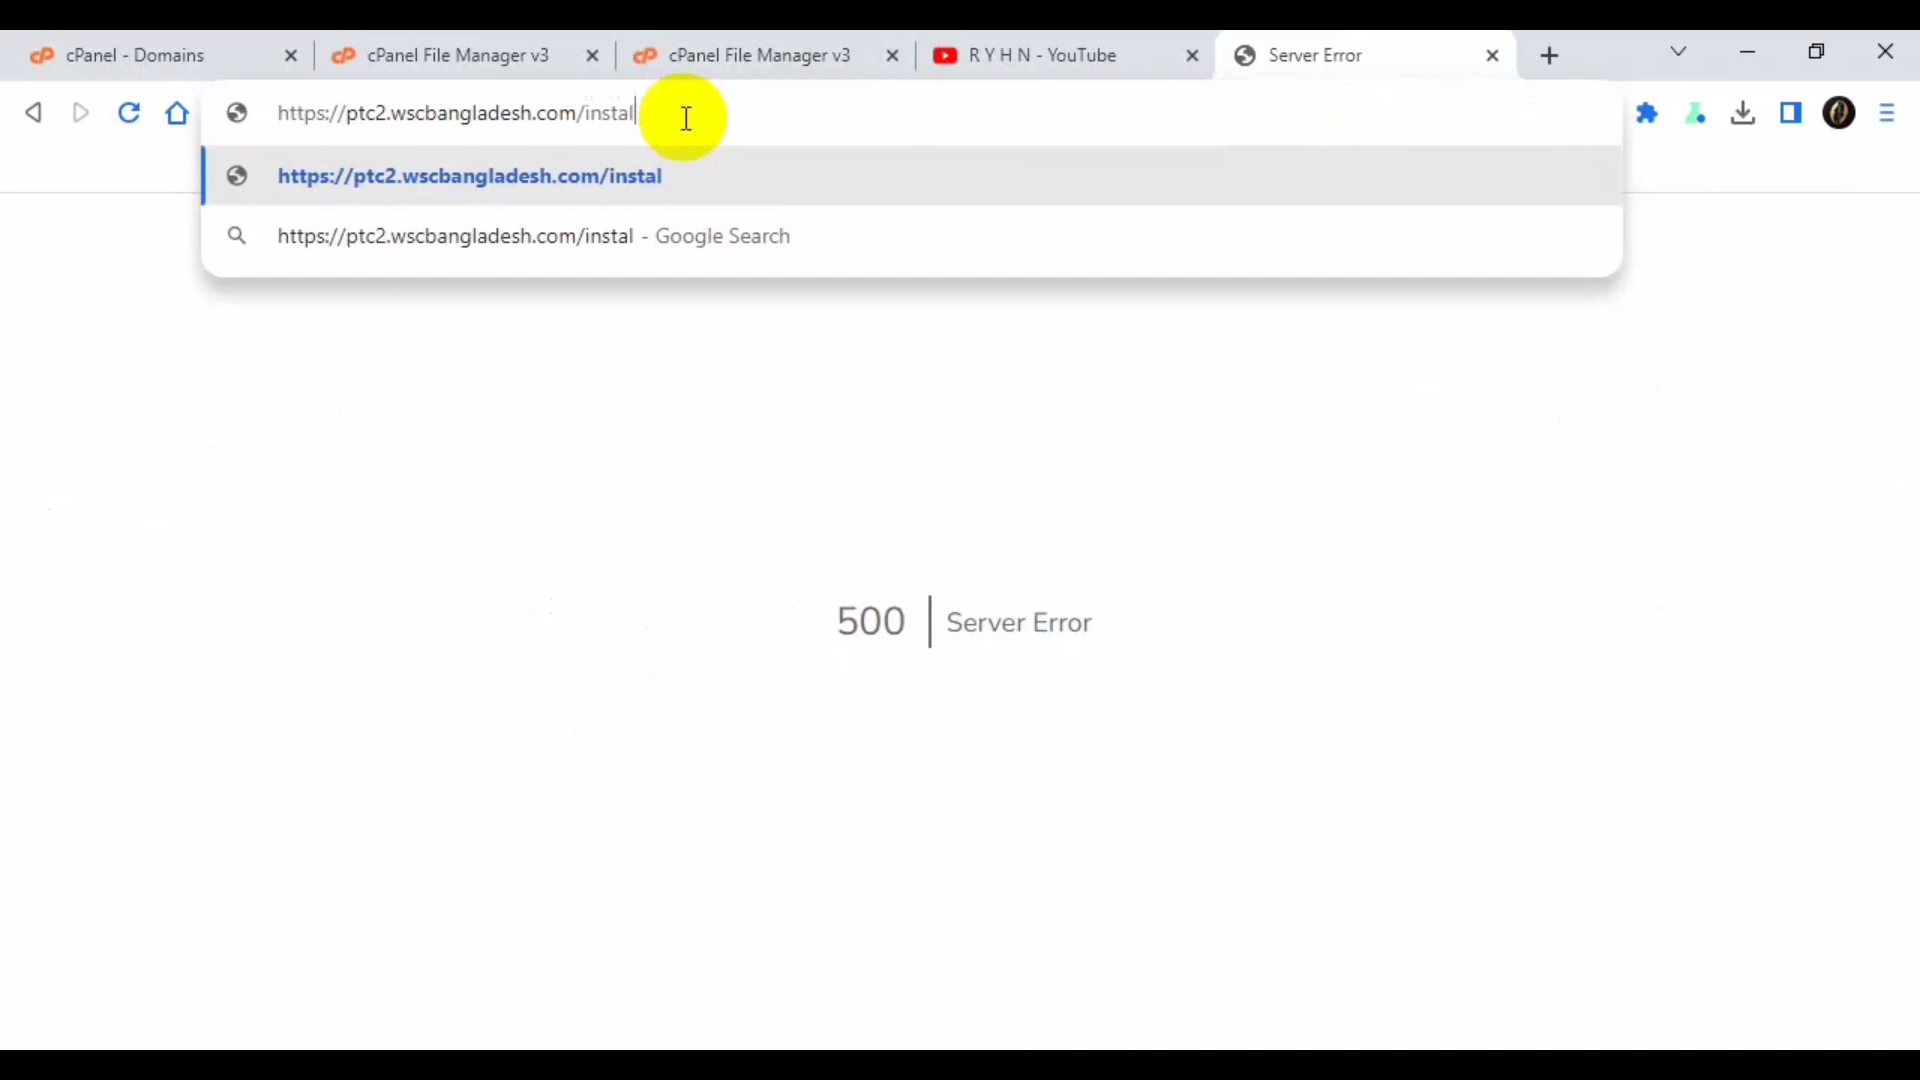 cPanel - Domains
cPanel File Manager v3
cPanel File Manager v3
R Y H N - YouTube
Server Error
https://ptc2.wscbangladesh.com/instal
https://ptc2.wscbangladesh.com/instal
https://ptc2.wscbangladesh.com/instal - Google Search
500 | Server Error